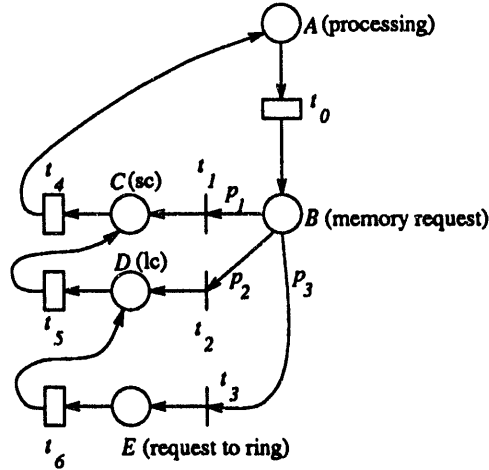 A (processing)
t0
t4
C (sc)
t1
p1
B (memory request)
D (lc)
p2
p3
t5
t2
t3
E (request to ring)
t6